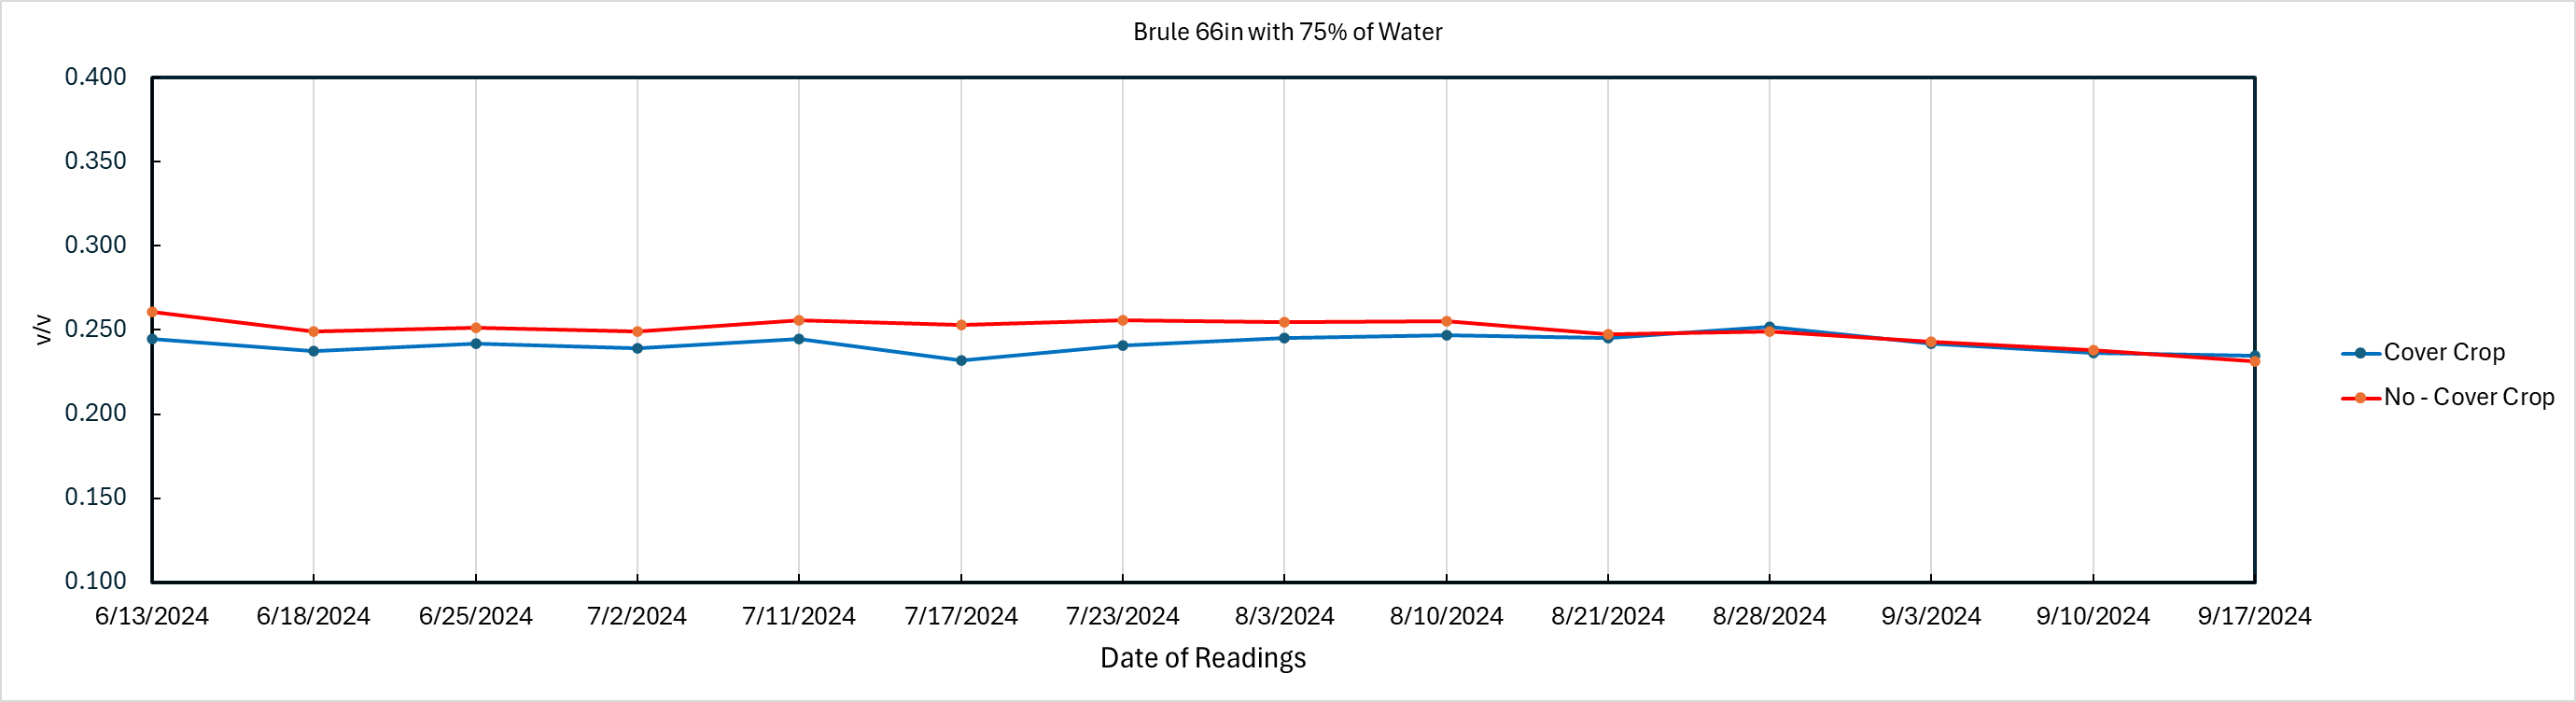 Brule 66in with 75% of Water
0.400
0.350
0.300
0.250
0.200
0.150
0.100
v/v
6/13/2024 6/18/2024 6/25/2024 7/2/2024 7/11/2024 7/17/2024 7/23/2024 8/3/2024 8/10/2024 8/21/2024 8/28/2024 9/3/2024 9/10/2024 9/17/2024
Date of Readings
Cover Crop
No - Cover Crop